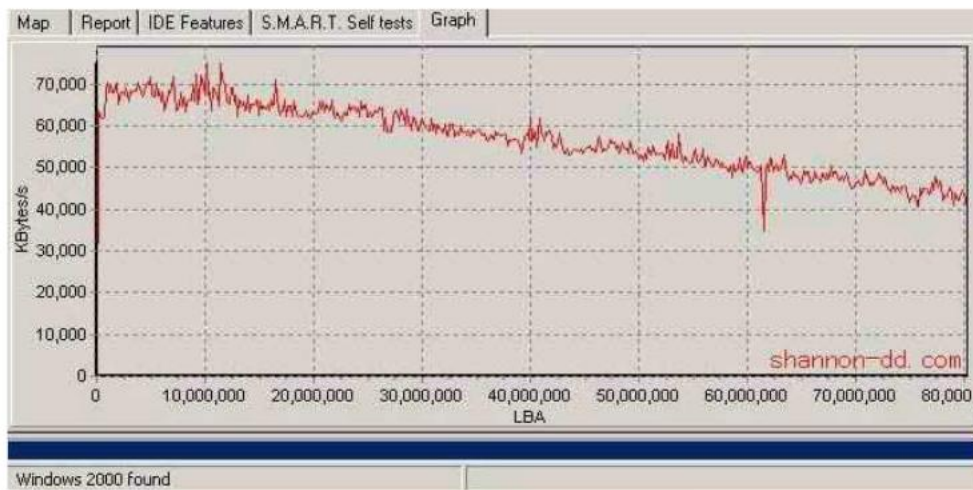 Map Report IDE Features S.M.A.R.T. Self tests Graph
KBytes/s
70,000
60,000
50,000
40,000
30,000
20,000
10,000
0
shannon-dd.com
0 10,000,000 20,000,000 30,000,000 40,000,000 50,000,000 60,000,000 70,000,000 80,000
LBA
Windows 2000 found